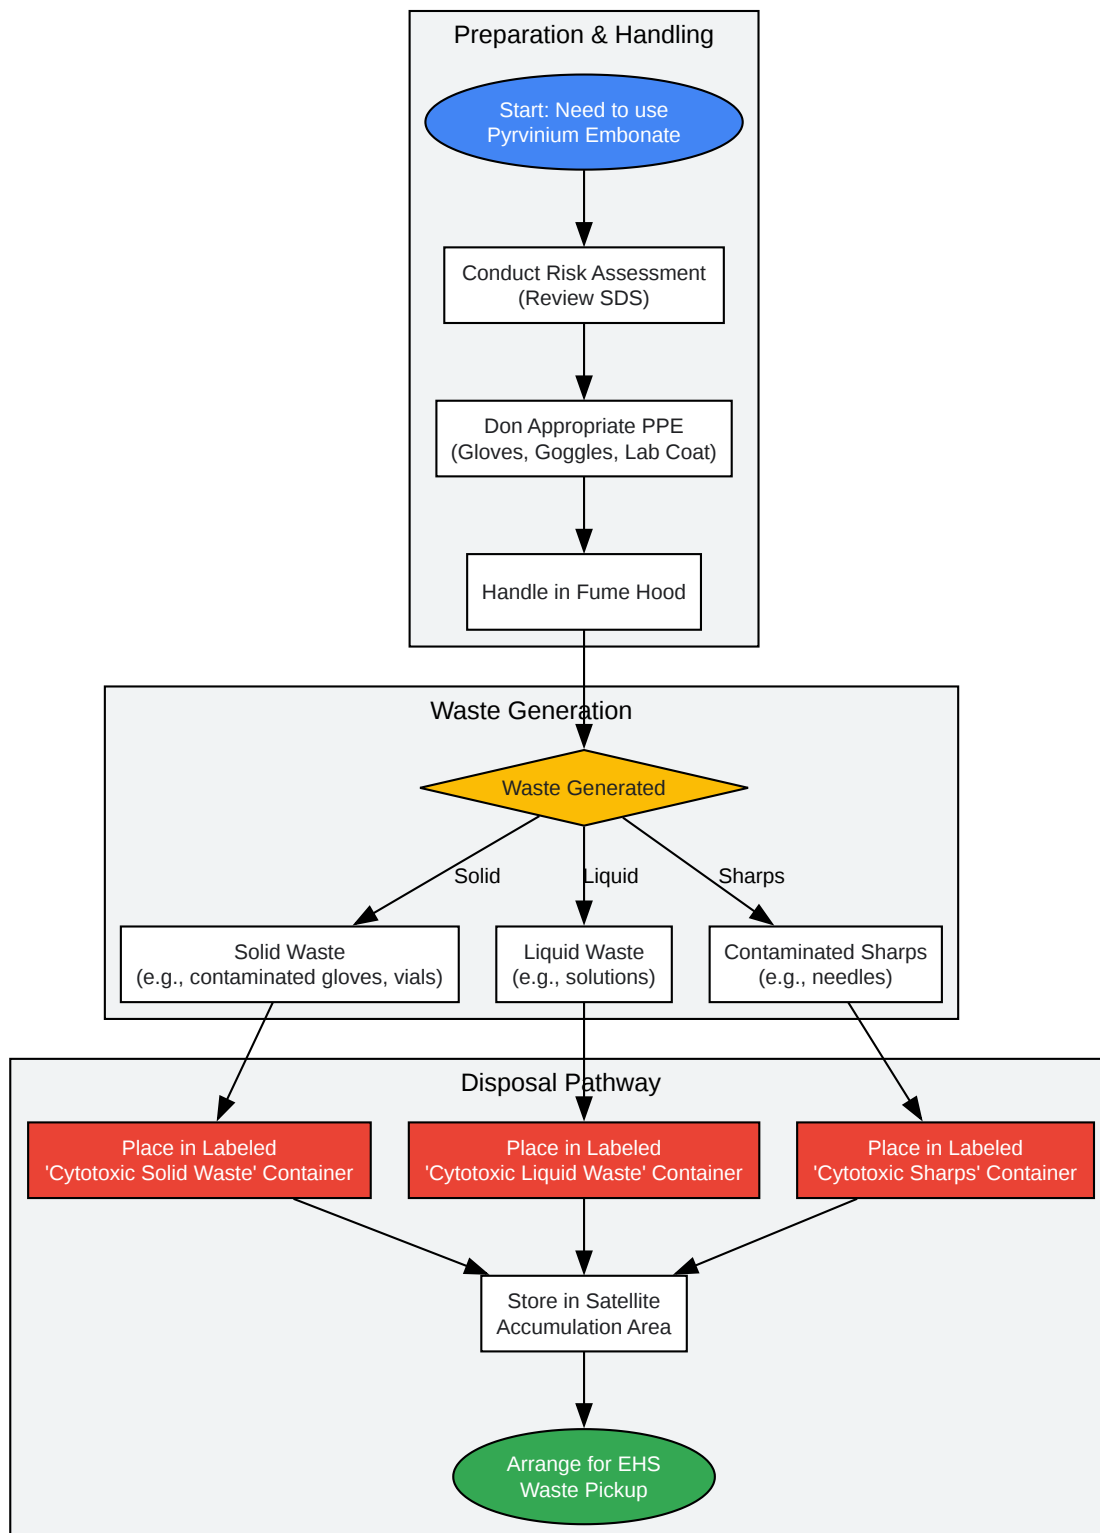 Preparation & Handling
Start: Need to use
Pyrvinium Embonate
Conduct Risk Assessment
(Review SDS)
Don Appropriate PPE
(Gloves, Goggles, Lab Coat)
Handle in Fume Hood
Waste Generation
Waste Generated
Solid
Liquid
Sharps
Solid Waste
(e.g., contaminated gloves, vials)
Liquid Waste
(e.g., solutions)
Contaminated Sharps
(e.g., needles)
Disposal Pathway
Place in Labeled
'Cytotoxic Solid Waste' Container
Place in Labeled
'Cytotoxic Liquid Waste' Container
Place in Labeled
'Cytotoxic Sharps' Container
Store in Satellite
Accumulation Area
Arrange for EHS
Waste Pickup